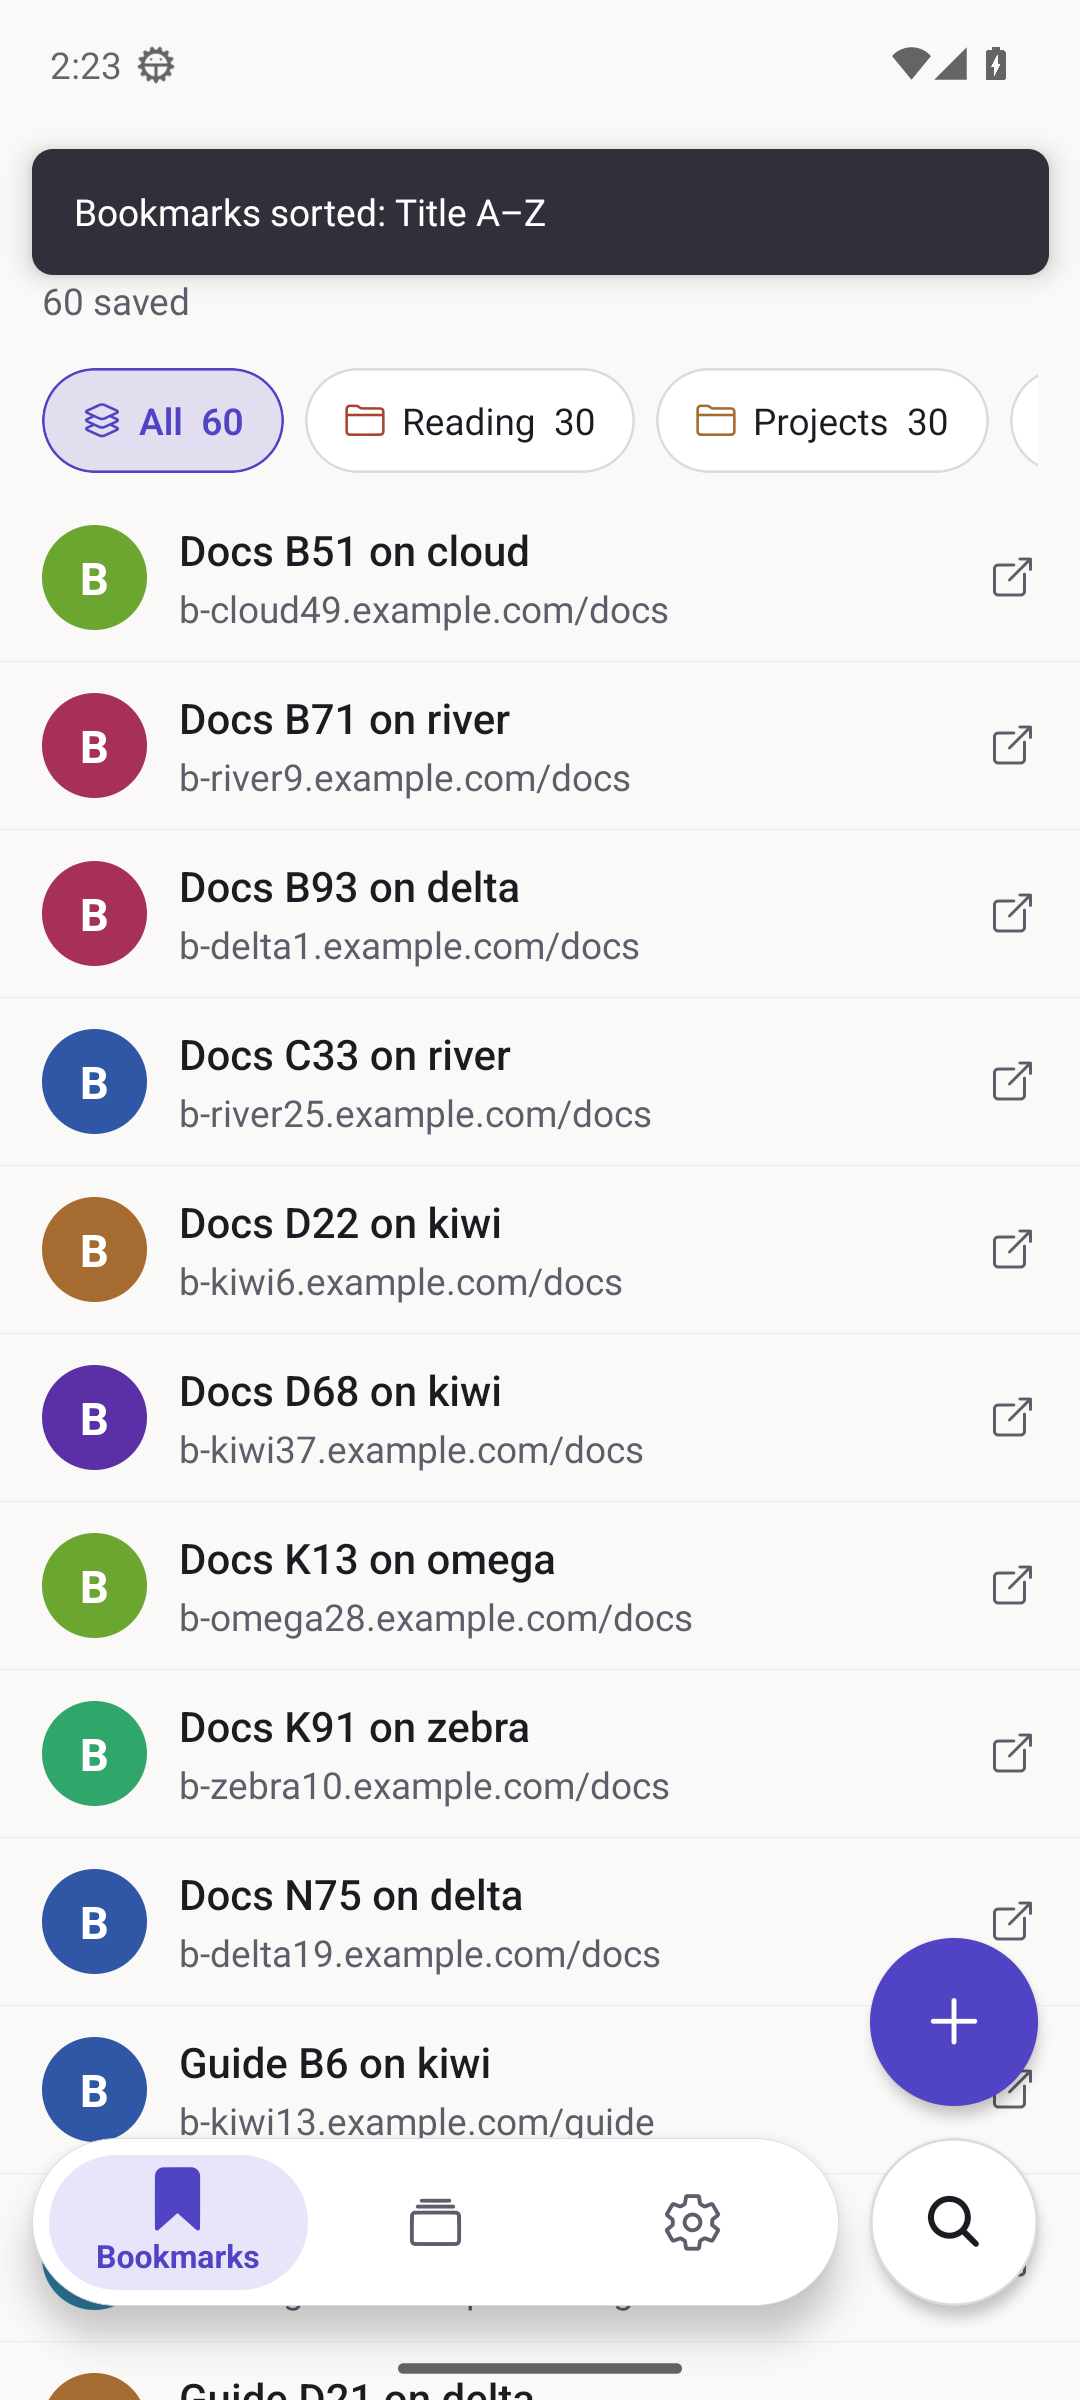 2:23
Bookmarks sorted: Title A–Z
60 saved
All 60
Reading 30
Projects 30
B
Docs B51 on cloud
b-cloud49.example.com/docs
B
Docs B71 on river
b-river9.example.com/docs
B
Docs B93 on delta
b-delta1.example.com/docs
B
Docs C33 on river
b-river25.example.com/docs
B
Docs D22 on kiwi
b-kiwi6.example.com/docs
B
Docs D68 on kiwi
b-kiwi37.example.com/docs
B
Docs K13 on omega
b-omega28.example.com/docs
B
Docs K91 on zebra
b-zebra10.example.com/docs
B
Docs N75 on delta
b-delta19.example.com/docs
B
Guide B6 on kiwi
b-kiwi13.example.com/guide
Bookmarks
Guide D21 on delta